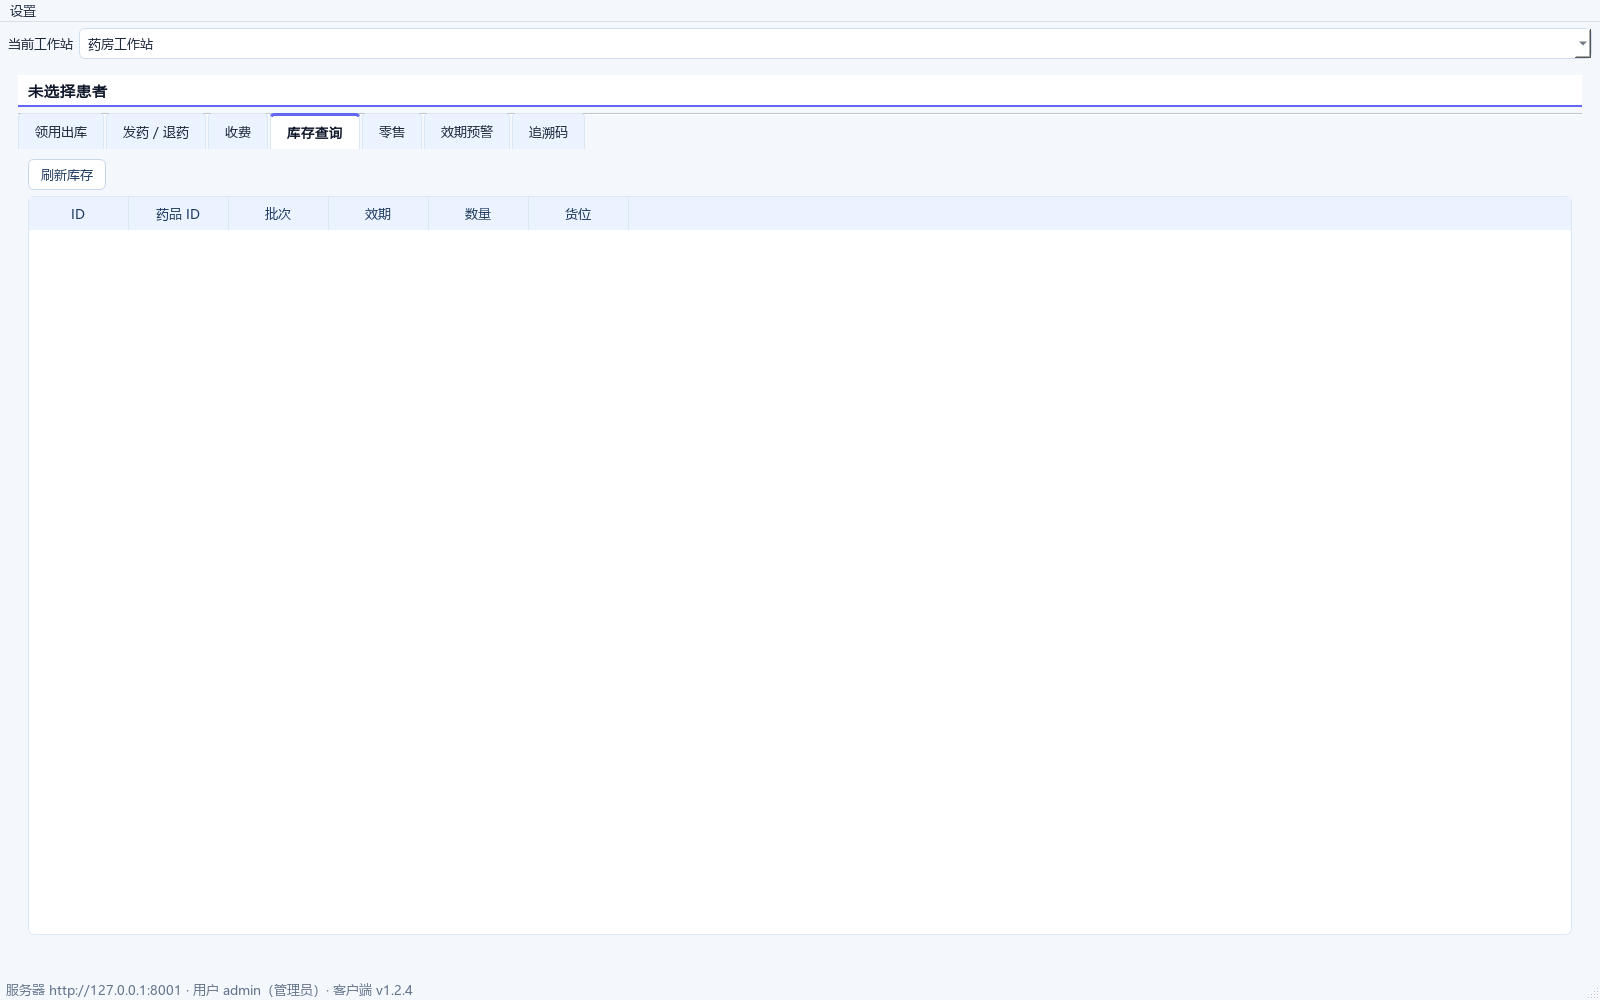 设置
当前工作站 药房工作站
未选择患者
领用出库 发药 / 退药 收费 库存查询 零售 效期预警 追溯码
刷新库存
ID 药品 ID 批次 效期 数量 货位
服务器 http://127.0.0.1:8001 · 用户 admin（管理员）· 客户端 v1.2.4